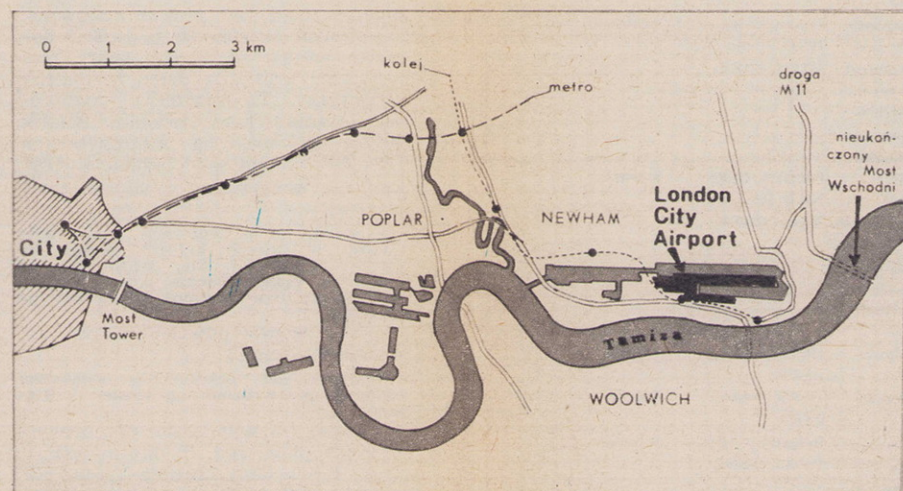 0 1 2 3 km
kolej
metro
droga
M 11
nieukoń-
czony
Most
Wschodni
London
City
Airport
POPLAR
NEWHAM
City
Most
Tower
Tamiza
WOOLWICH